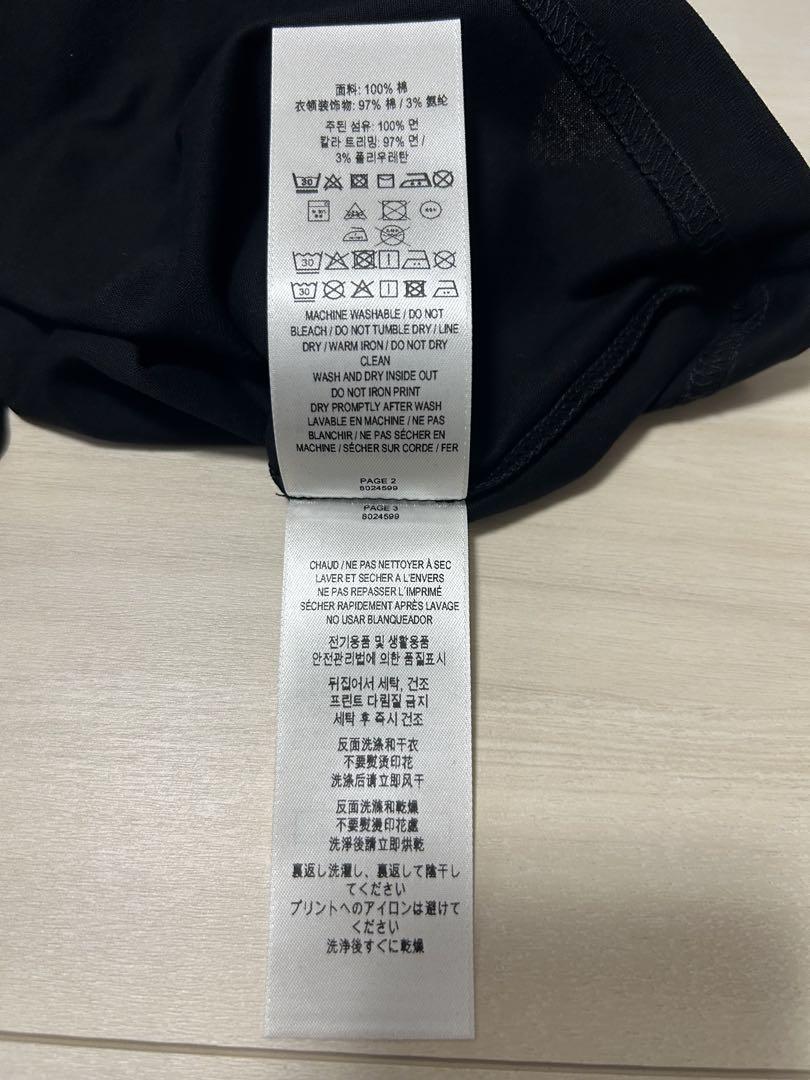 面料: 100% 棉
衣領装饰物: 97% 棉 / 3% 氨纶
주된 섬유: 100% 면
칼라 트리밍: 97% 면 /
3% 폴리우레탄
30
30
30
MACHINE WASHABLE / DO NOT
BLEACH / DO NOT TUMBLE DRY / LINE
DRY / WARM IRON / DO NOT DRY
CLEAN
WASH AND DRY INSIDE OUT
DO NOT IRON PRINT
DRY PROMPTLY AFTER WASH
LAVABLE EN MACHINE / NE PAS
BLANCHIR / NE PAS SÉCHER EN
MACHINE / SÉCHER SUR CORDE / FER
PAGE 2
8024599
PAGE 3
8024599
CHAUD / NE PAS NETTOYER À SEC
LAVER ET SECHER A L'ENVERS
NE PAS REPASSER L'IMPRIMÉ
SÉCHER RAPIDEMENT APRÈS LAVAGE
NO USAR BLANQUEADOR
전기용품 및 생활용품
안전관리법에 의한 품질표시
뒤집어서 세탁, 건조
프린트 다림질 금지
세탁 후 즉시 건조
反面洗涤和干衣
不要熨烫印花
洗涤后请立即风干
反面洗滌和乾燥
不要熨燙印花處
洗淨後請立即烘乾
裏返し洗濯し、裏返して陰干し
てください
プリントへのアイロンは避けて
ください
洗浄後すぐに乾燥